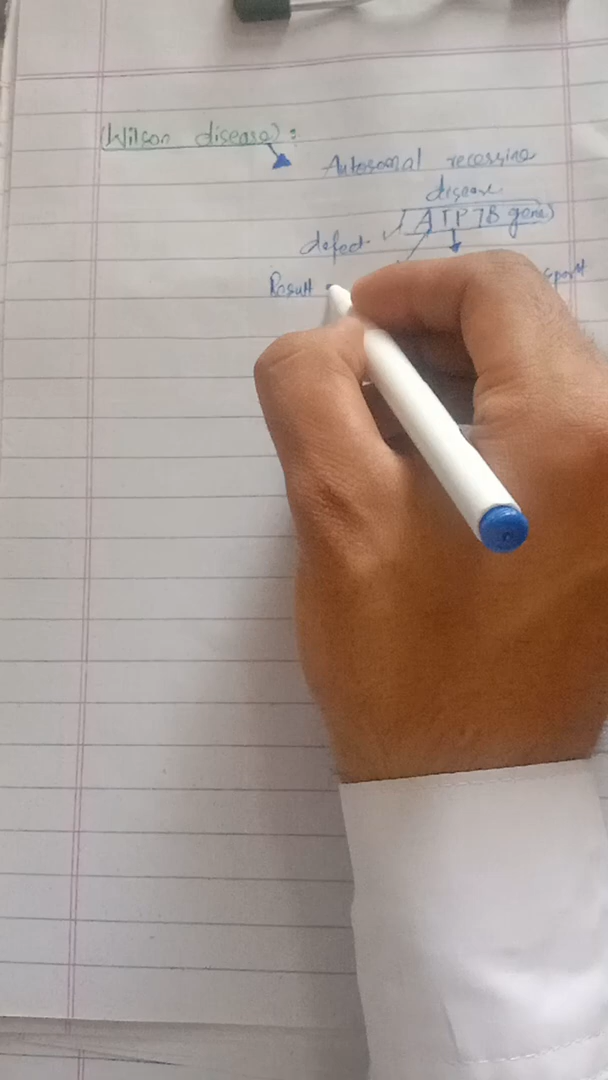 (Wilson disease):
Autosomal recessive
disease
defect (ATP7B gene)
Result